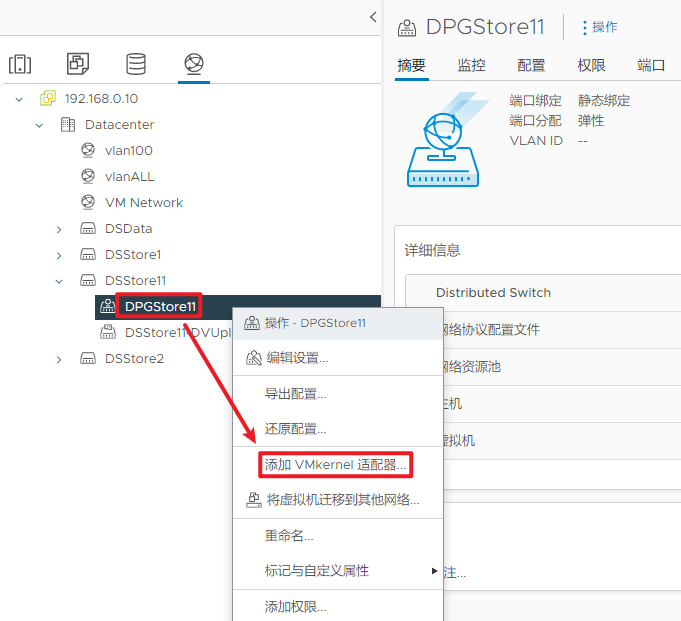 DPGStore11
操作
摘要 监控 配置 权限 端口
端口绑定 静态绑定
端口分配 弹性
VLAN ID --
192.168.0.10
Datacenter
vlan100
vlanALL
VM Network
DSData
DSStore1
DSStore11
DPGStore11
DSStore11-DVUpl
DSStore2
操作 - DPGStore11
编辑设置...
导出配置...
还原配置...
添加 VMkernel 适配器...
将虚拟机迁移到其他网络...
重命名...
标记与自定义属性
添加权限...
详细信息
Distributed Switch
网络协议配置文件
网络资源池
主机
虚拟机
注...